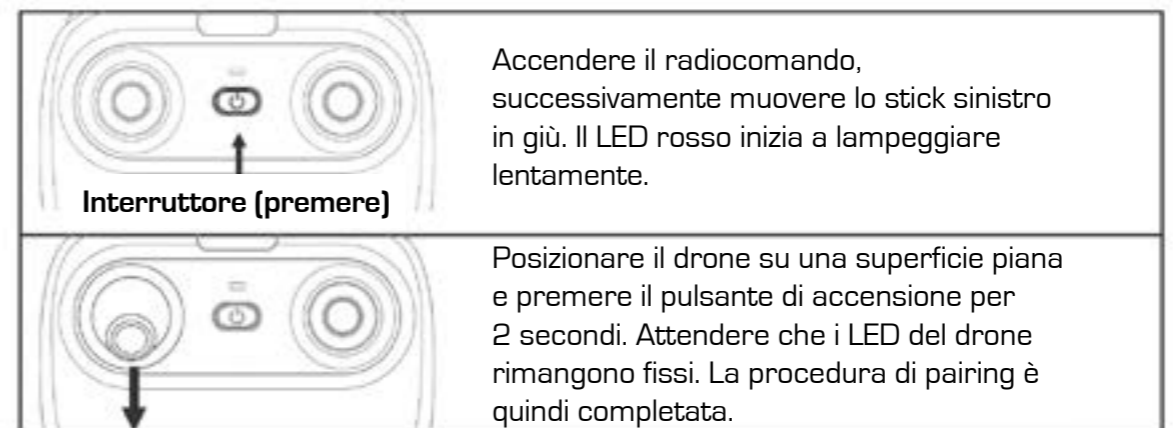 Accendere il radiocomando,
successivamente muovere lo stick sinistro
in giù. Il LED rosso inizia a lampeggiare
lentamente.
Interruttore (premere)
Posizionare il drone su una superficie piana
e premere il pulsante di accensione per
2 secondi. Attendere che i LED del drone
rimangono fissi. La procedura di pairing è
quindi completata.